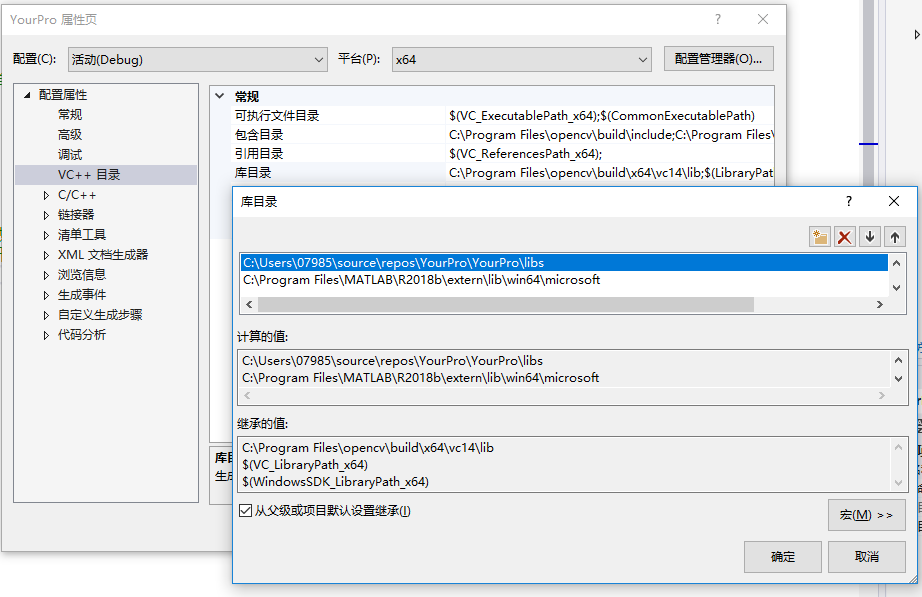 YourPro 属性页
配置(C): 活动(Debug) 平台(P): x64 配置管理器(O)...
配置属性
常规
高级
调试
VC++ 目录
C/C++
链接器
清单工具
XML 文档生成器
浏览信息
生成事件
自定义生成步骤
代码分析
常规
可执行文件目录 $(VC_ExecutablePath_x64);$(CommonExecutablePath)
包含目录 C:\Program Files\opencv\build\include;C:\Program Files\
引用目录 $(VC_ReferencesPath_x64);
库目录 C:\Program Files\opencv\build\x64\vc14\lib;$(LibraryPat
库目录
C:\Users\07985\source\repos\YourPro\YourPro\libs
C:\Program Files\MATLAB\R2018b\extern\lib\win64\microsoft
计算的值:
C:\Users\07985\source\repos\YourPro\YourPro\libs
C:\Program Files\MATLAB\R2018b\extern\lib\win64\microsoft
继承的值:
C:\Program Files\opencv\build\x64\vc14\lib
$(VC_LibraryPath_x64)
$(WindowsSDK_LibraryPath_x64)
从父级或项目默认设置继承(I)
宏(M) >>
确定 取消